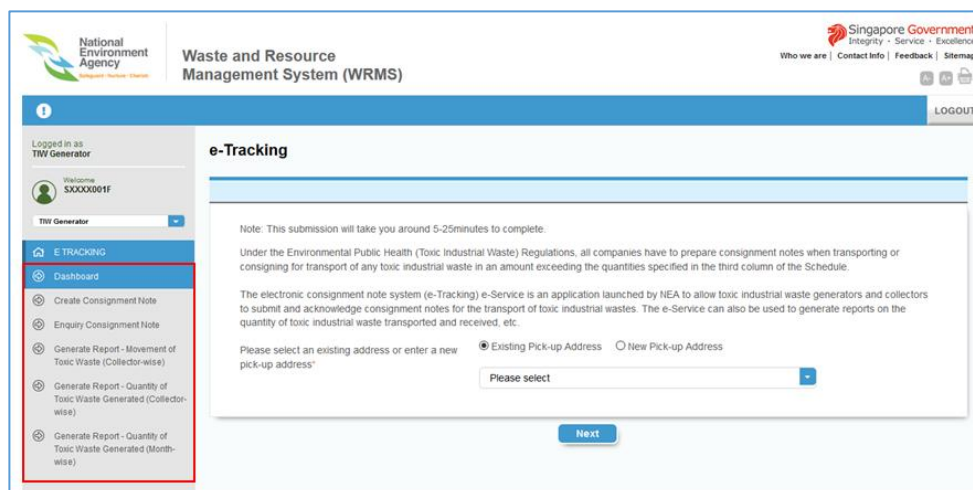 National
Environment
Agency
Safeguard · Nurture · Cherish
Waste and Resource
Management System (WRMS)
Singapore Government
Integrity · Service · Excellence
Who we are | Contact Info | Feedback | Sitemap
A- A+
LOGOUT
Logged in as
TIW Generator
Welcome
SXXXX001F
TIW Generator
E TRACKING
Dashboard
Create Consignment Note
Enquiry Consignment Note
Generate Report - Movement of
Toxic Waste (Collector-wise)
Generate Report - Quantity of
Toxic Waste Generated (Collector-
wise)
Generate Report - Quantity of
Toxic Waste Generated (Month-
wise)
e-Tracking
Note: This submission will take you around 5-25minutes to complete.
Under the Environmental Public Health (Toxic Industrial Waste) Regulations, all companies have to prepare consignment notes when transporting or
consigning for transport of any toxic industrial waste in an amount exceeding the quantities specified in the third column of the Schedule.
The electronic consignment note system (e-Tracking) e-Service is an application launched by NEA to allow toxic industrial waste generators and collectors
to submit and acknowledge consignment notes for the transport of toxic industrial wastes. The e-Service can also be used to generate reports on the
quantity of toxic industrial waste transported and received, etc.
Please select an existing address or enter a new
pick-up address*
Existing Pick-up Address New Pick-up Address
Please select
Next